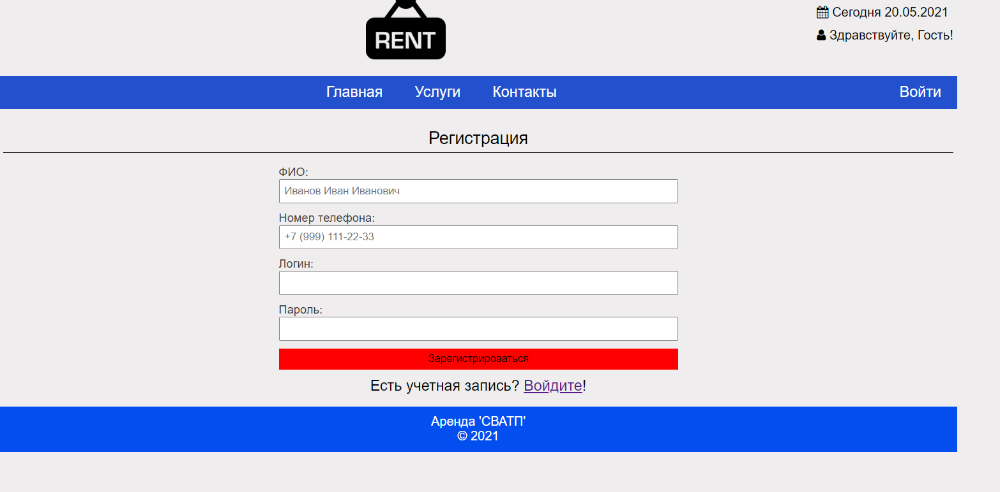 RENT
Сегодня 20.05.2021
Здравствуйте, Гость!
Главная Услуги Контакты Войти
Регистрация
ФИО:
Иванов Иван Иванович
Номер телефона:
+7 (999) 111-22-33
Логин:
Пароль:
Зарегистрироваться
Есть учетная запись? Войдите!
Аренда 'СВАТП'
© 2021